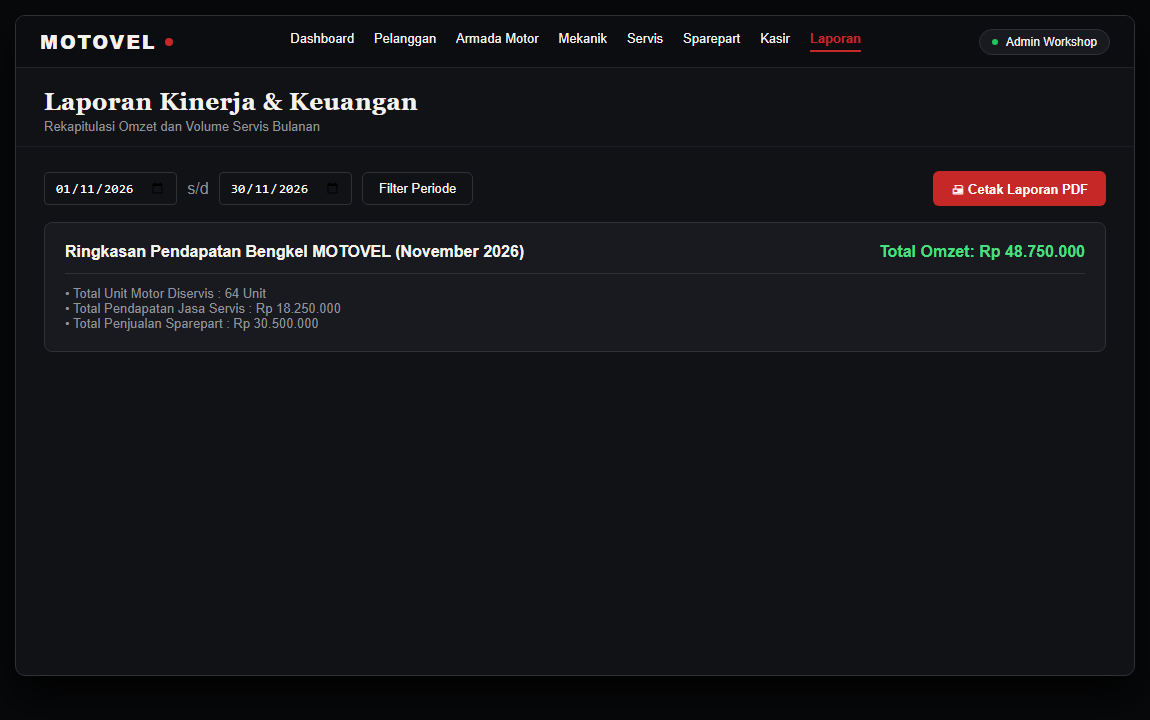 MOTOVEL
Dashboard Pelanggan Armada Motor Mekanik Servis Sparepart Kasir Laporan
Admin Workshop
Laporan Kinerja & Keuangan
Rekapitulasi Omzet dan Volume Servis Bulanan
01/11/2026 s/d 30/11/2026 Filter Periode
Cetak Laporan PDF
Ringkasan Pendapatan Bengkel MOTOVEL (November 2026)
Total Omzet: Rp 48.750.000
• Total Unit Motor Diservis : 64 Unit
• Total Pendapatan Jasa Servis : Rp 18.250.000
• Total Penjualan Sparepart : Rp 30.500.000